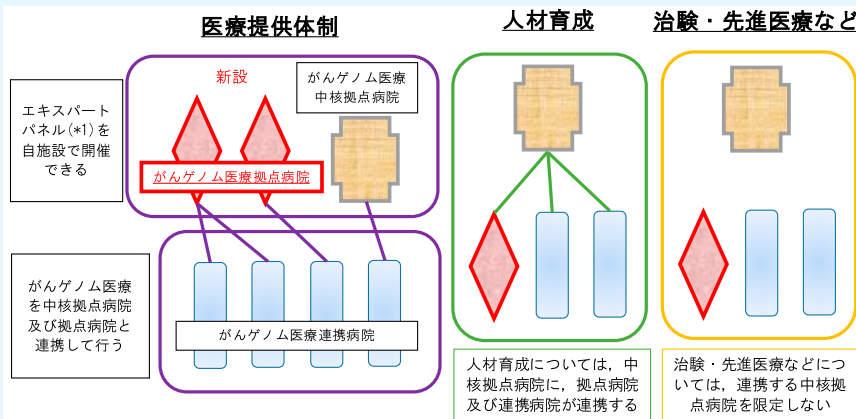 医療提供体制
人材育成
治験・先進医療など
エキスパート
パネル(*1)を
自施設で開催
できる
新設
がんゲノム医療
中核拠点病院
がんゲノム医療拠点病院
がんゲノム医療
を中核拠点病院
及び拠点病院と
連携して行う
がんゲノム医療連携病院
人材育成については，中
核拠点病院に，拠点病院
及び連携病院が連携する
治験・先進医療などにつ
いては，連携する中核拠
点病院を限定しない